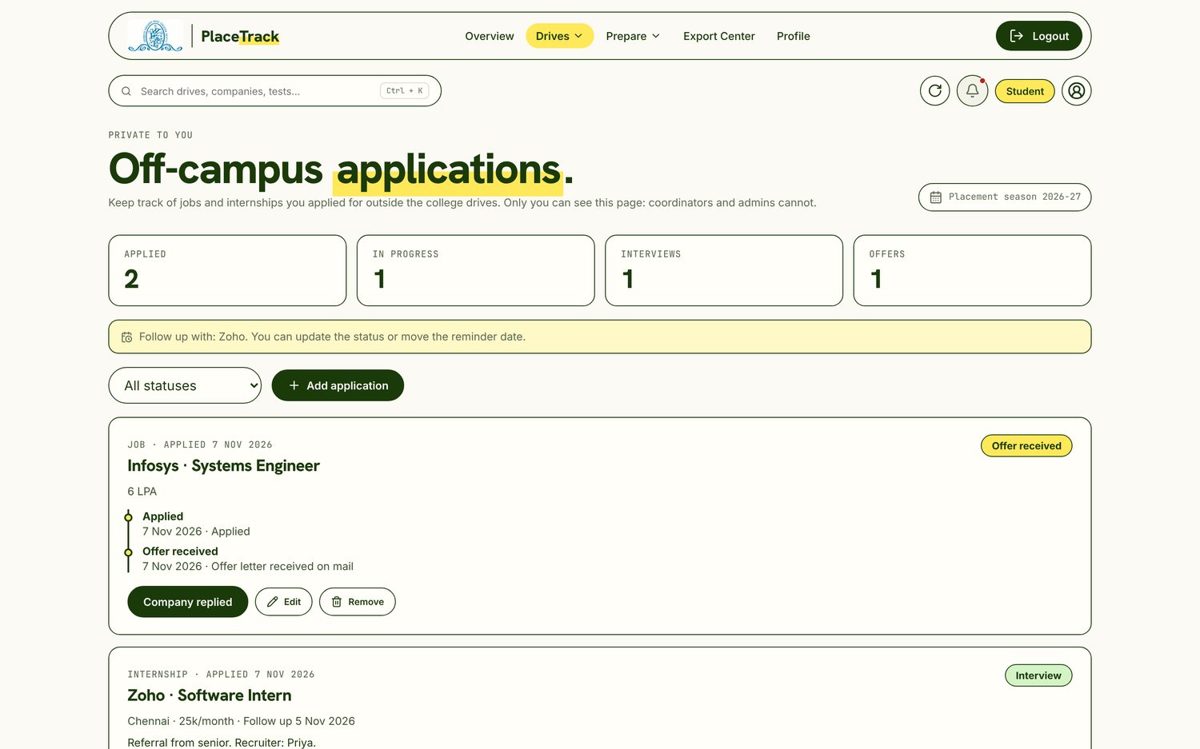 PlaceTrack
Overview
Drives
Prepare
Export Center
Profile
Logout
Search drives, companies, tests...
Ctrl + K
Student
PRIVATE TO YOU
Off-campus applications.
Keep track of jobs and internships you applied for outside the college drives. Only you can see this page: coordinators and admins cannot.
Placement season 2026-27
APPLIED
2
IN PROGRESS
1
INTERVIEWS
1
OFFERS
1
Follow up with: Zoho. You can update the status or move the reminder date.
All statuses
+ Add application
JOB · APPLIED 7 NOV 2026
Offer received
Infosys · Systems Engineer
6 LPA
Applied
7 Nov 2026 · Applied
Offer received
7 Nov 2026 · Offer letter received on mail
Company replied
Edit
Remove
INTERNSHIP · APPLIED 7 NOV 2026
Interview
Zoho · Software Intern
Chennai · 25k/month · Follow up 5 Nov 2026
Referral from senior. Recruiter: Priya.